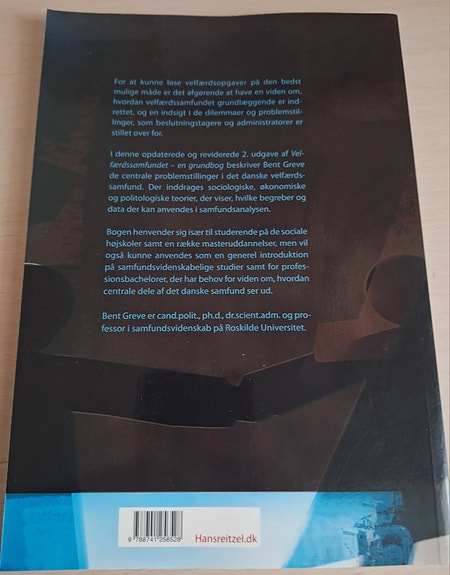 For at kunne løse velfærdsopgaver på den bedst
mulige måde er det afgørende at have en viden om,
hvordan velfærdssamfundet grundlæggende er ind-
rettet, og en indsigt i de dilemmaer og problemstil-
linger, som beslutningstagere og administratorer er
stillet over for.
I denne opdaterede og reviderede 2. udgave af Vel-
færdssamfundet – en grundbog beskriver Bent Greve
de centrale problemstillinger i det danske velfærds-
samfund. Der inddrages sociologiske, økonomiske
og politologiske teorier, der viser, hvilke begreber og
data der kan anvendes i samfundsanalysen.
Bogen henvender sig især til studerende på de sociale
højskoler samt en række masteruddannelser, men vil
også kunne anvendes som en generel introduktion
på samfundsvidenskabelige studier samt for profes-
sionsbachelorer, der har behov for viden om, hvordan
centrale dele af det danske samfund ser ud.
Bent Greve er cand.polit., ph.d., dr.scient.adm. og pro-
fessor i samfundsvidenskab på Roskilde Universitet.
9 788741 256528
Hansreitzel.dk